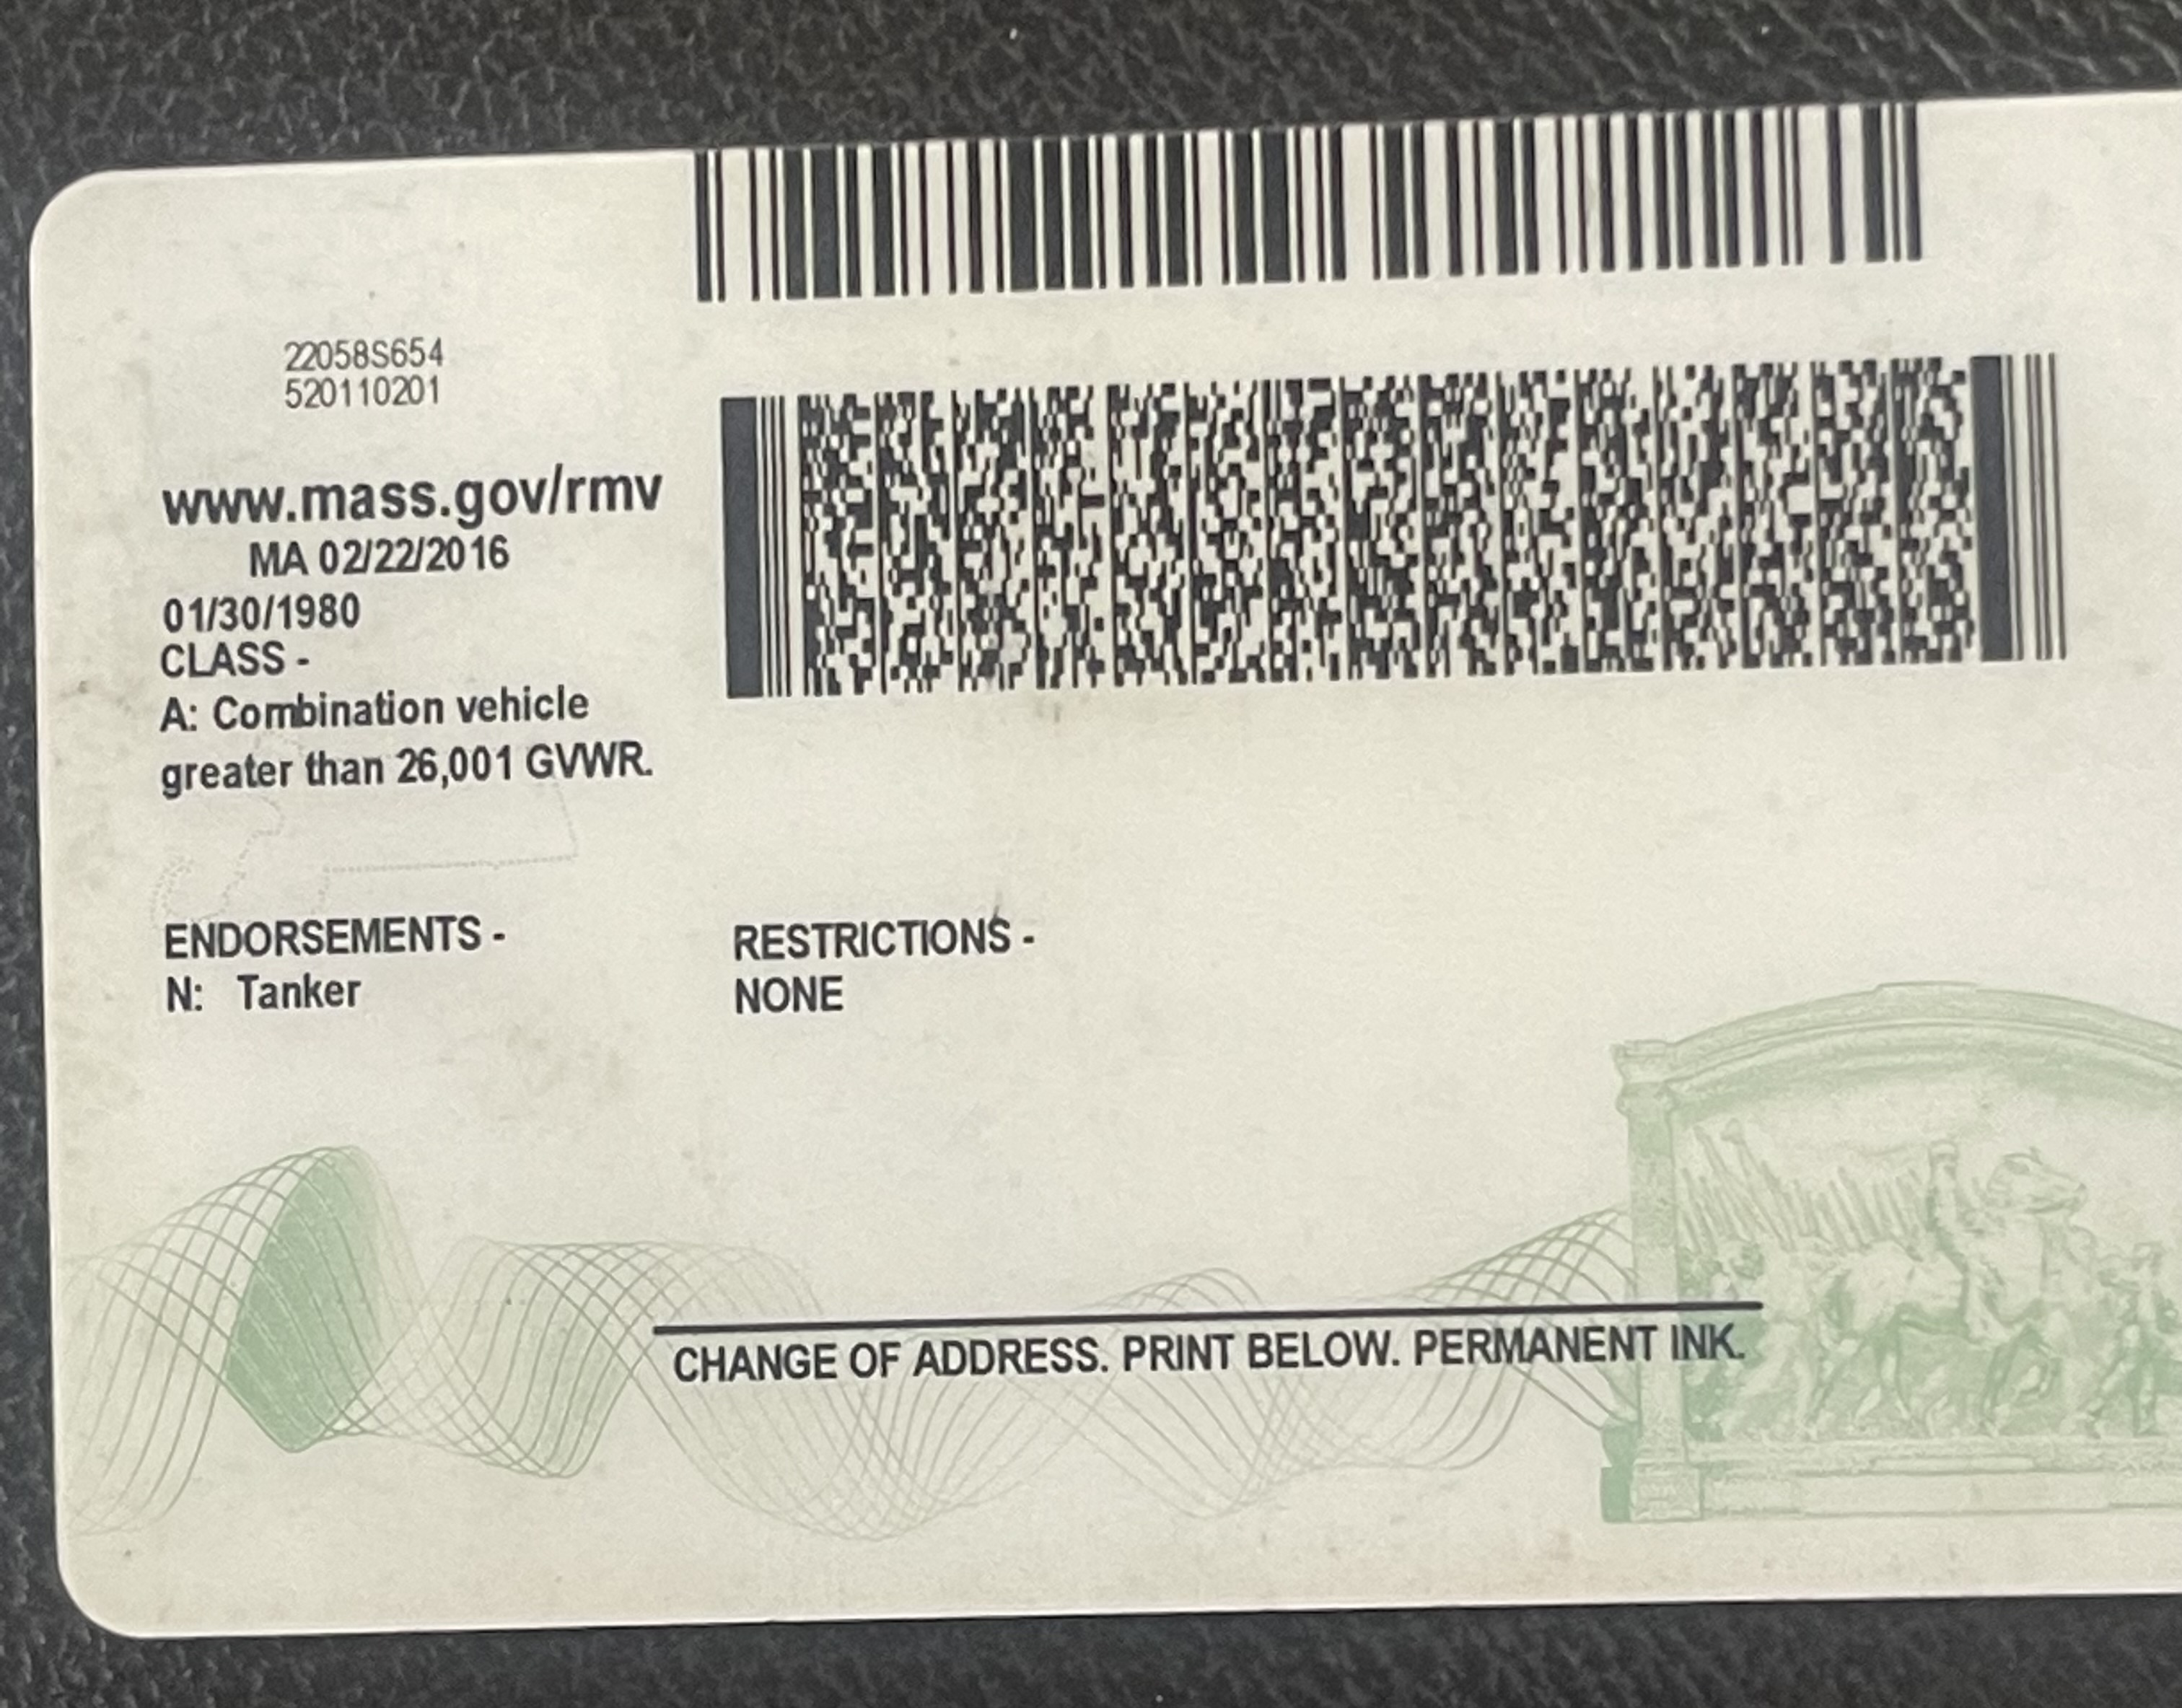 22058S654
520110201
www.mass.gov/rmv
MA 02/22/2016
01/30/1980
CLASS -
A: Combination vehicle
greater than 26,001 GVWR.
ENDORSEMENTS -
N: Tanker
RESTRICTIONS -
NONE
CHANGE OF ADDRESS. PRINT BELOW. PERMANENT INK.